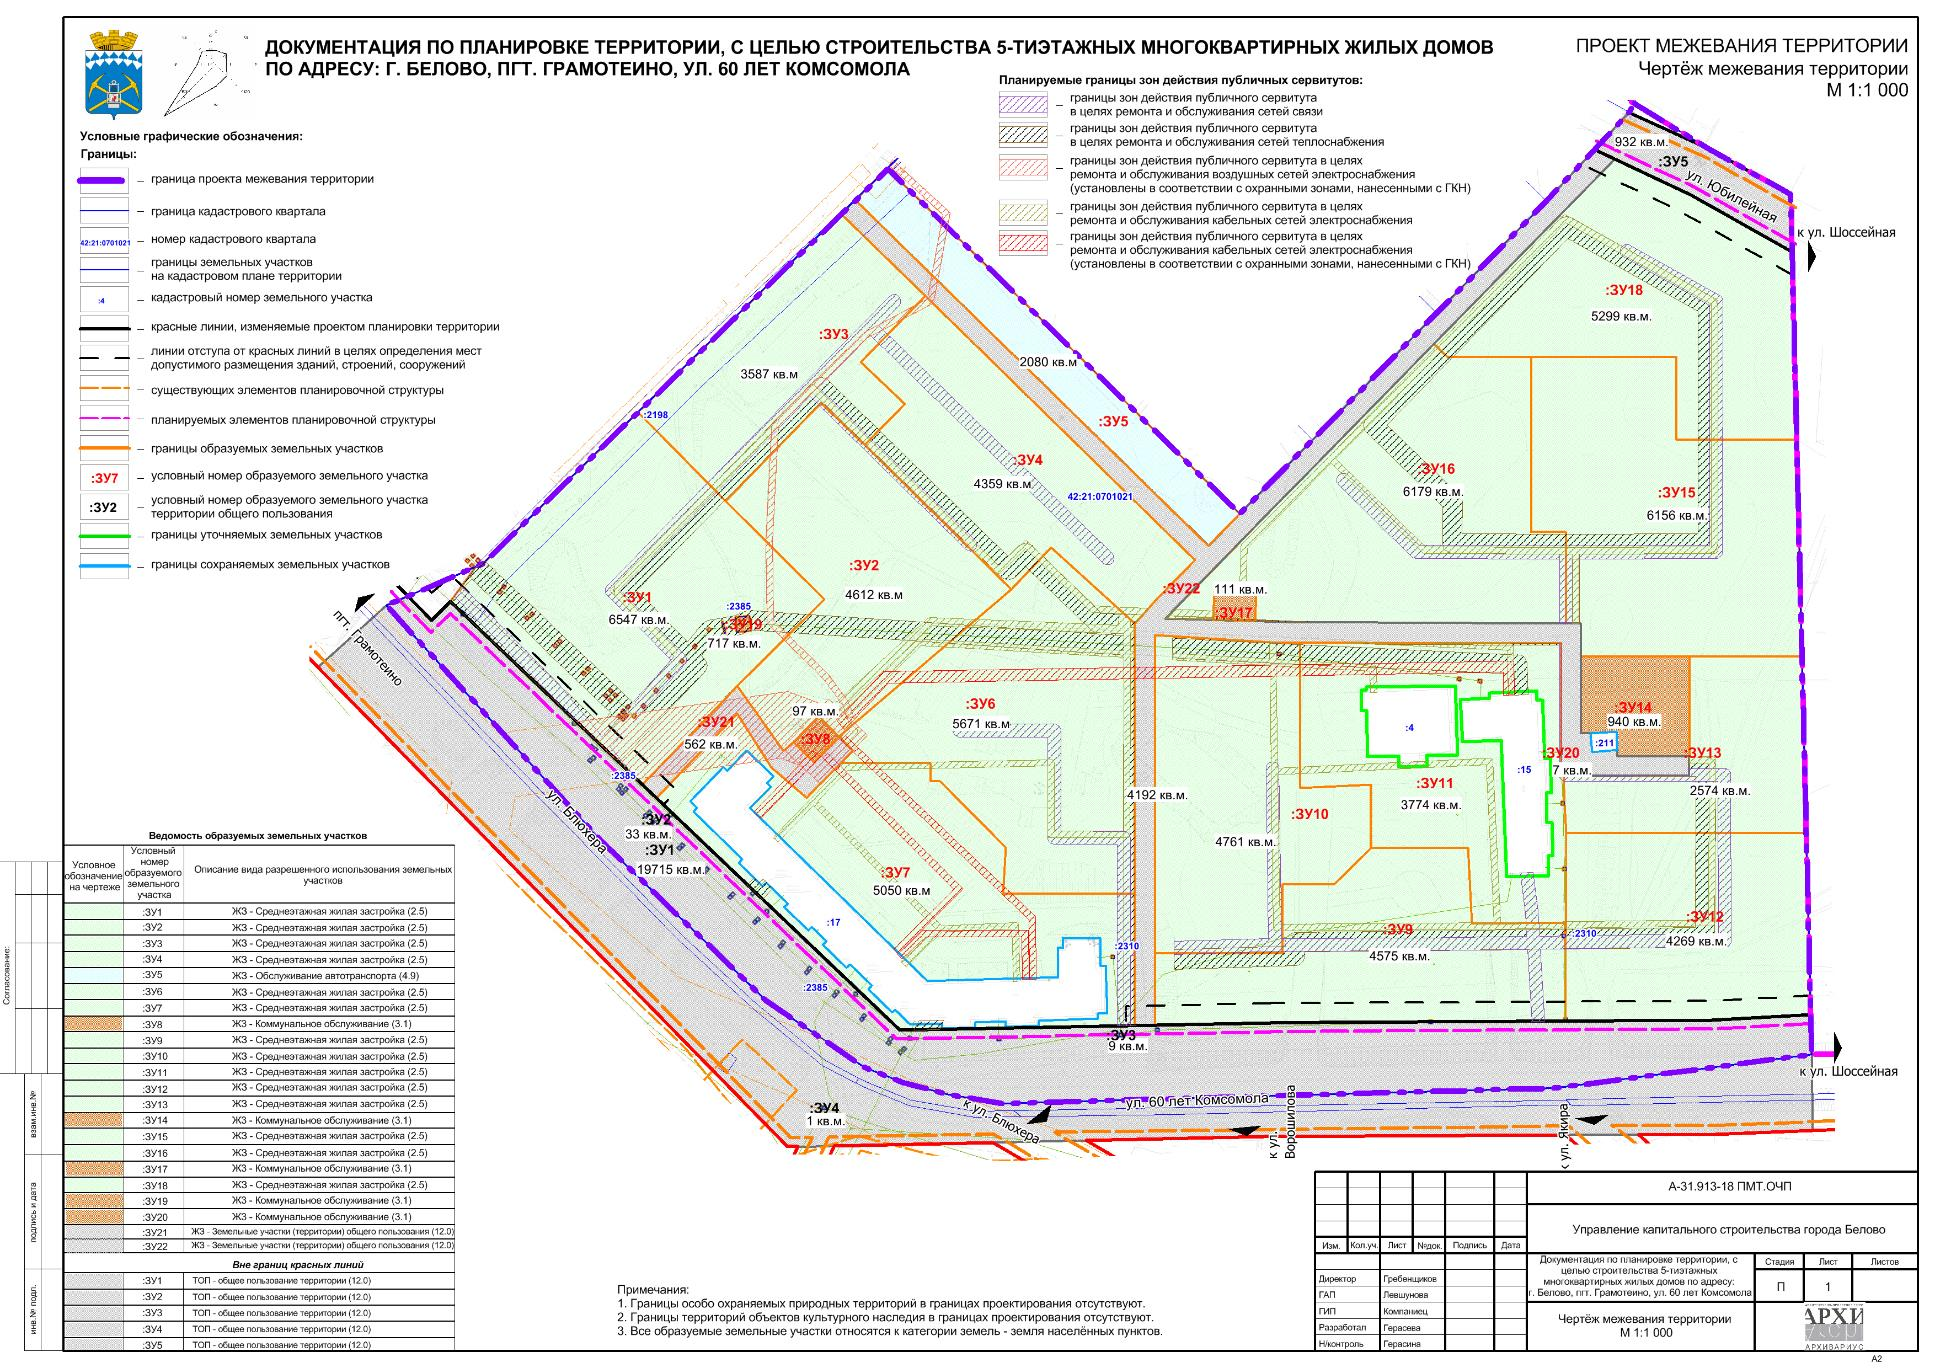 ДОКУМЕНТАЦИЯ ПО ПЛАНИРОВКЕ ТЕРРИТОРИИ, С ЦЕЛЬЮ СТРОИТЕЛЬСТВА 5-ТИЭТАЖНЫХ МНОГОКВАРТИРНЫХ ЖИЛЫХ ДОМОВ
ПО АДРЕСУ: Г. БЕЛОВО, ПГТ. ГРАМОТЕИНО, УЛ. 60 ЛЕТ КОМСОМОЛА
ПРОЕКТ МЕЖЕВАНИЯ ТЕРРИТОРИИ
Чертёж межевания территории
М 1:1 000
Планируемые границы зон действия публичных сервитутов:
границы зон действия публичного сервитута
в целях ремонта и обслуживания сетей связи
границы зон действия публичного сервитута
в целях ремонта и обслуживания сетей теплоснабжения
границы зон действия публичного сервитута в целях
ремонта и обслуживания воздушных сетей электроснабжения
(установлены в соответствии с охранными зонами, нанесенными с ГКН)
границы зон действия публичного сервитута в целях
ремонта и обслуживания кабельных сетей электроснабжения
границы зон действия публичного сервитута в целях
ремонта и обслуживания кабельных сетей электроснабжения
(установлены в соответствии с охранными зонами, нанесенными с ГКН)
Условные графические обозначения:
Границы:
– граница проекта межевания территории
– граница кадастрового квартала
42:21:0701021 – номер кадастрового квартала
– границы земельных участков
на кадастровом плане территории
:4 – кадастровый номер земельного участка
– красные линии, изменяемые проектом планировки территории
– линии отступа от красных линий в целях определения мест
допустимого размещения зданий, строений, сооружений
– существующих элементов планировочной структуры
– планируемых элементов планировочной структуры
– границы образуемых земельных участков
:ЗУ7 – условный номер образуемого земельного участка
:ЗУ2 – условный номер образуемого земельного участка
территории общего пользования
– границы уточняемых земельных участков
– границы сохраняемых земельных участков
932 кв.м.
:ЗУ5
ул. Юбилейная
к ул. Шоссейная
:ЗУ18
5299 кв.м.
:ЗУ3
3587 кв.м
2080 кв.м
:ЗУ5
:2198
:ЗУ4
4359 кв.м.
42:21:0701021
:ЗУ16
6179 кв.м.
:ЗУ15
6156 кв.м.
:ЗУ2
4612 кв.м
:ЗУ1
6547 кв.м.
:2385
:ЗУ19
717 кв.м.
:ЗУ22
111 кв.м.
:ЗУ17
пгт. Грамотеино
:ЗУ21
562 кв.м.
97 кв.м.
:ЗУ8
:ЗУ6
5671 кв.м
:4
:15
:ЗУ14
940 кв.м.
:211
:ЗУ20
7 кв.м.
:ЗУ13
2574 кв.м.
:2385
ул. Блюхера
:ЗУ2
33 кв.м.
:ЗУ1
19715 кв.м.
4192 кв.м.
:ЗУ10
4761 кв.м.
:ЗУ11
3774 кв.м.
:ЗУ7
5050 кв.м
:17
:2310
:ЗУ9
4575 кв.м.
:2310
:ЗУ12
4269 кв.м.
:2385
:ЗУ3
9 кв.м.
:ЗУ4
1 кв.м.
к ул. Блюхера
ул. 60 лет Комсомола
к ул.
Ворошилова
к ул. Якира
к ул. Шоссейная
Ведомость образуемых земельных участков
Условное обозначение на чертеже Условный номер образуемого земельного участка Описание вида разрешенного использования земельных участков
:ЗУ1 Ж3 - Среднеэтажная жилая застройка (2.5)
:ЗУ2 Ж3 - Среднеэтажная жилая застройка (2.5)
:ЗУ3 Ж3 - Среднеэтажная жилая застройка (2.5)
:ЗУ4 Ж3 - Среднеэтажная жилая застройка (2.5)
:ЗУ5 Ж3 - Обслуживание автотранспорта (4.9)
:ЗУ6 Ж3 - Среднеэтажная жилая застройка (2.5)
:ЗУ7 Ж3 - Среднеэтажная жилая застройка (2.5)
:ЗУ8 Ж3 - Коммунальное обслуживание (3.1)
:ЗУ9 Ж3 - Среднеэтажная жилая застройка (2.5)
:ЗУ10 Ж3 - Среднеэтажная жилая застройка (2.5)
:ЗУ11 Ж3 - Среднеэтажная жилая застройка (2.5)
:ЗУ12 Ж3 - Среднеэтажная жилая застройка (2.5)
:ЗУ13 Ж3 - Среднеэтажная жилая застройка (2.5)
:ЗУ14 Ж3 - Коммунальное обслуживание (3.1)
:ЗУ15 Ж3 - Среднеэтажная жилая застройка (2.5)
:ЗУ16 Ж3 - Среднеэтажная жилая застройка (2.5)
:ЗУ17 Ж3 - Коммунальное обслуживание (3.1)
:ЗУ18 Ж3 - Среднеэтажная жилая застройка (2.5)
:ЗУ19 Ж3 - Коммунальное обслуживание (3.1)
:ЗУ20 Ж3 - Коммунальное обслуживание (3.1)
:ЗУ21 Ж3 - Земельные участки (территории) общего пользования (12.0)
:ЗУ22 Ж3 - Земельные участки (территории) общего пользования (12.0)
Вне границ красных линий
:ЗУ1 ТОП - общее пользование территории (12.0)
:ЗУ2 ТОП - общее пользование территории (12.0)
:ЗУ3 ТОП - общее пользование территории (12.0)
:ЗУ4 ТОП - общее пользование территории (12.0)
:ЗУ5 ТОП - общее пользование территории (12.0)
Согласование:
взам.инв.№
подпись и дата
инв.№ подл.
Примечания:
1. Границы особо охраняемых природных территорий в границах проектирования отсутствуют.
2. Границы территорий объектов культурного наследия в границах проектирования отсутствуют.
3. Все образуемые земельные участки относятся к категории земель - земля населённых пунктов.
А-31.913-18 ПМТ.ОЧП
Управление капитального строительства города Белово
Изм. Кол.уч. Лист №док. Подпись Дата
Документация по планировке территории, с
целью строительства 5-тиэтажных
многоквартирных жилых домов по адресу:
г. Белово, пгт. Грамотеино, ул. 60 лет Комсомола
Стадия Лист Листов
П 1
Директор Гребенщиков
ГАП Левшунова
ГИП Компаниец
Разработал Герасева
Н/контроль Герасина
Чертёж межевания территории
М 1:1 000
АРХИ
АРХИВАРИУС
А2